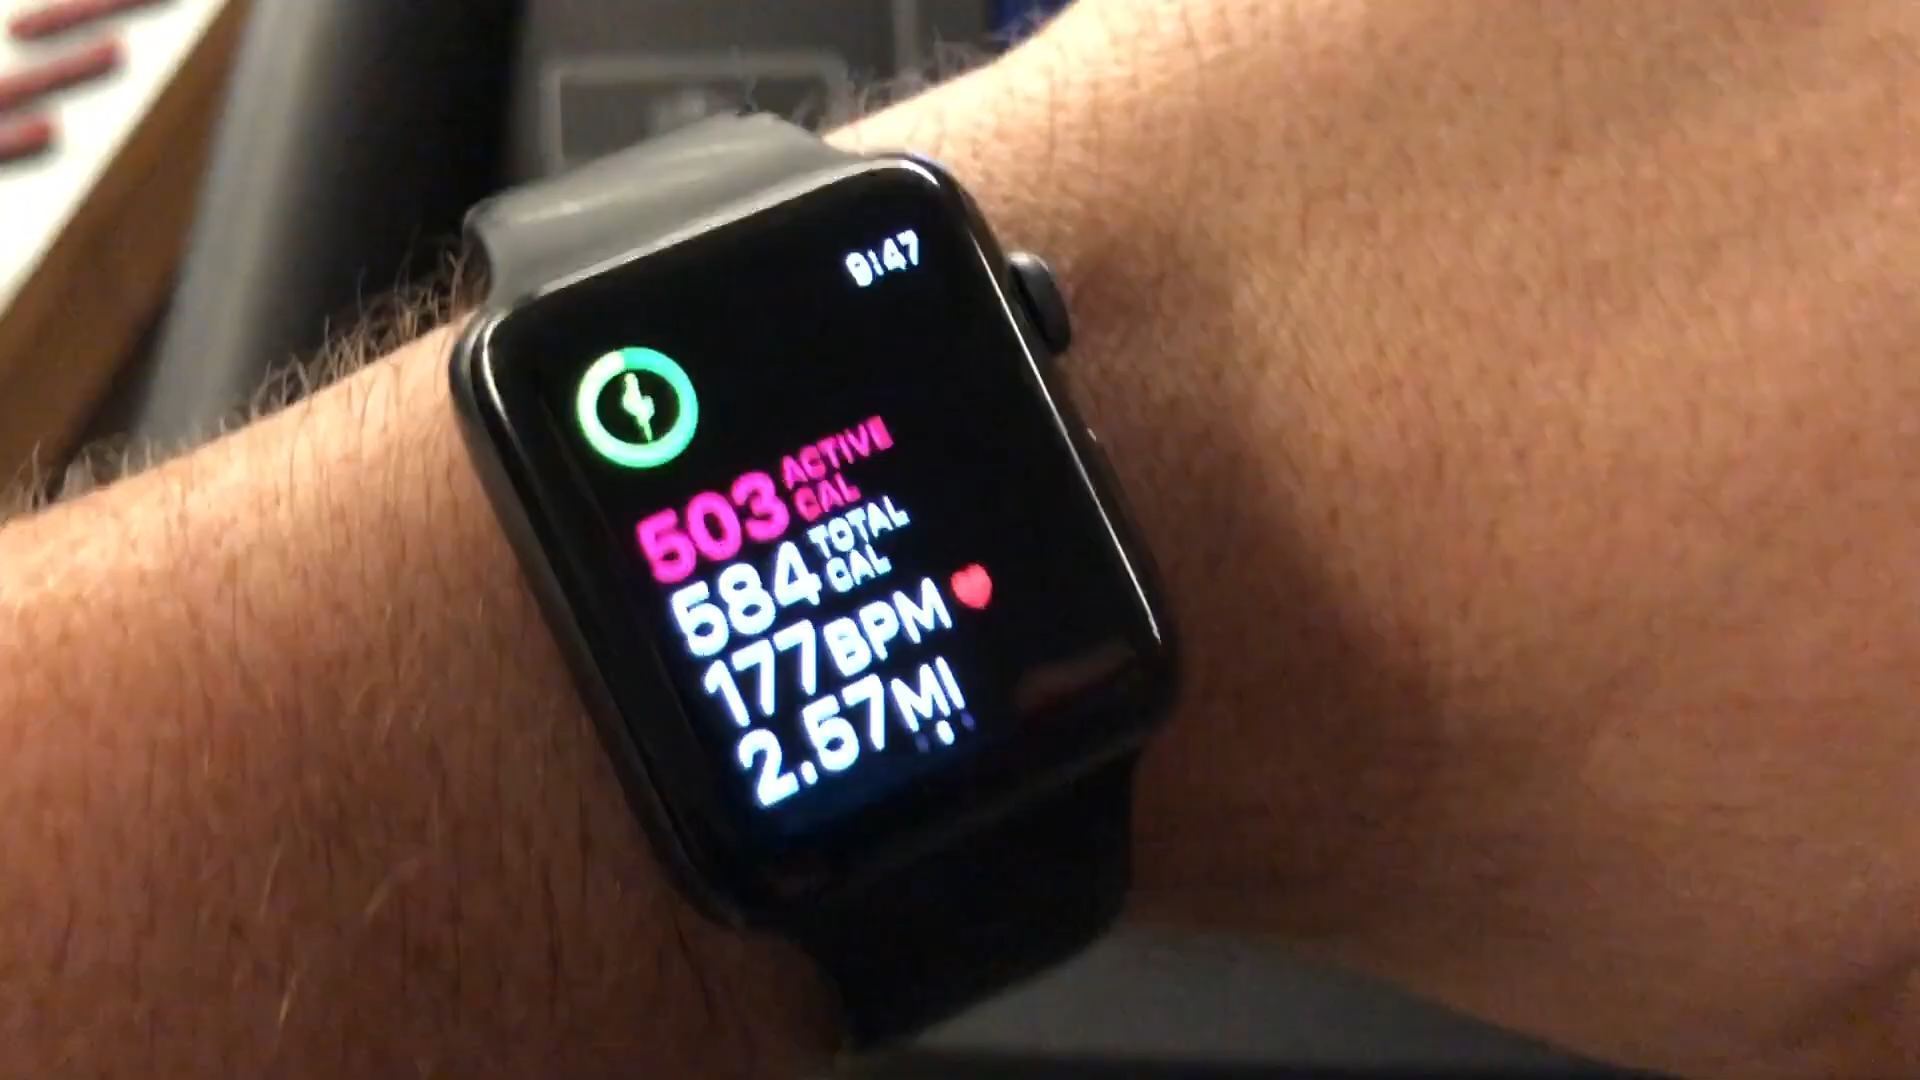 9:47
503 ACTIVE CAL
584 TOTAL CAL
177BPM
2.57MI